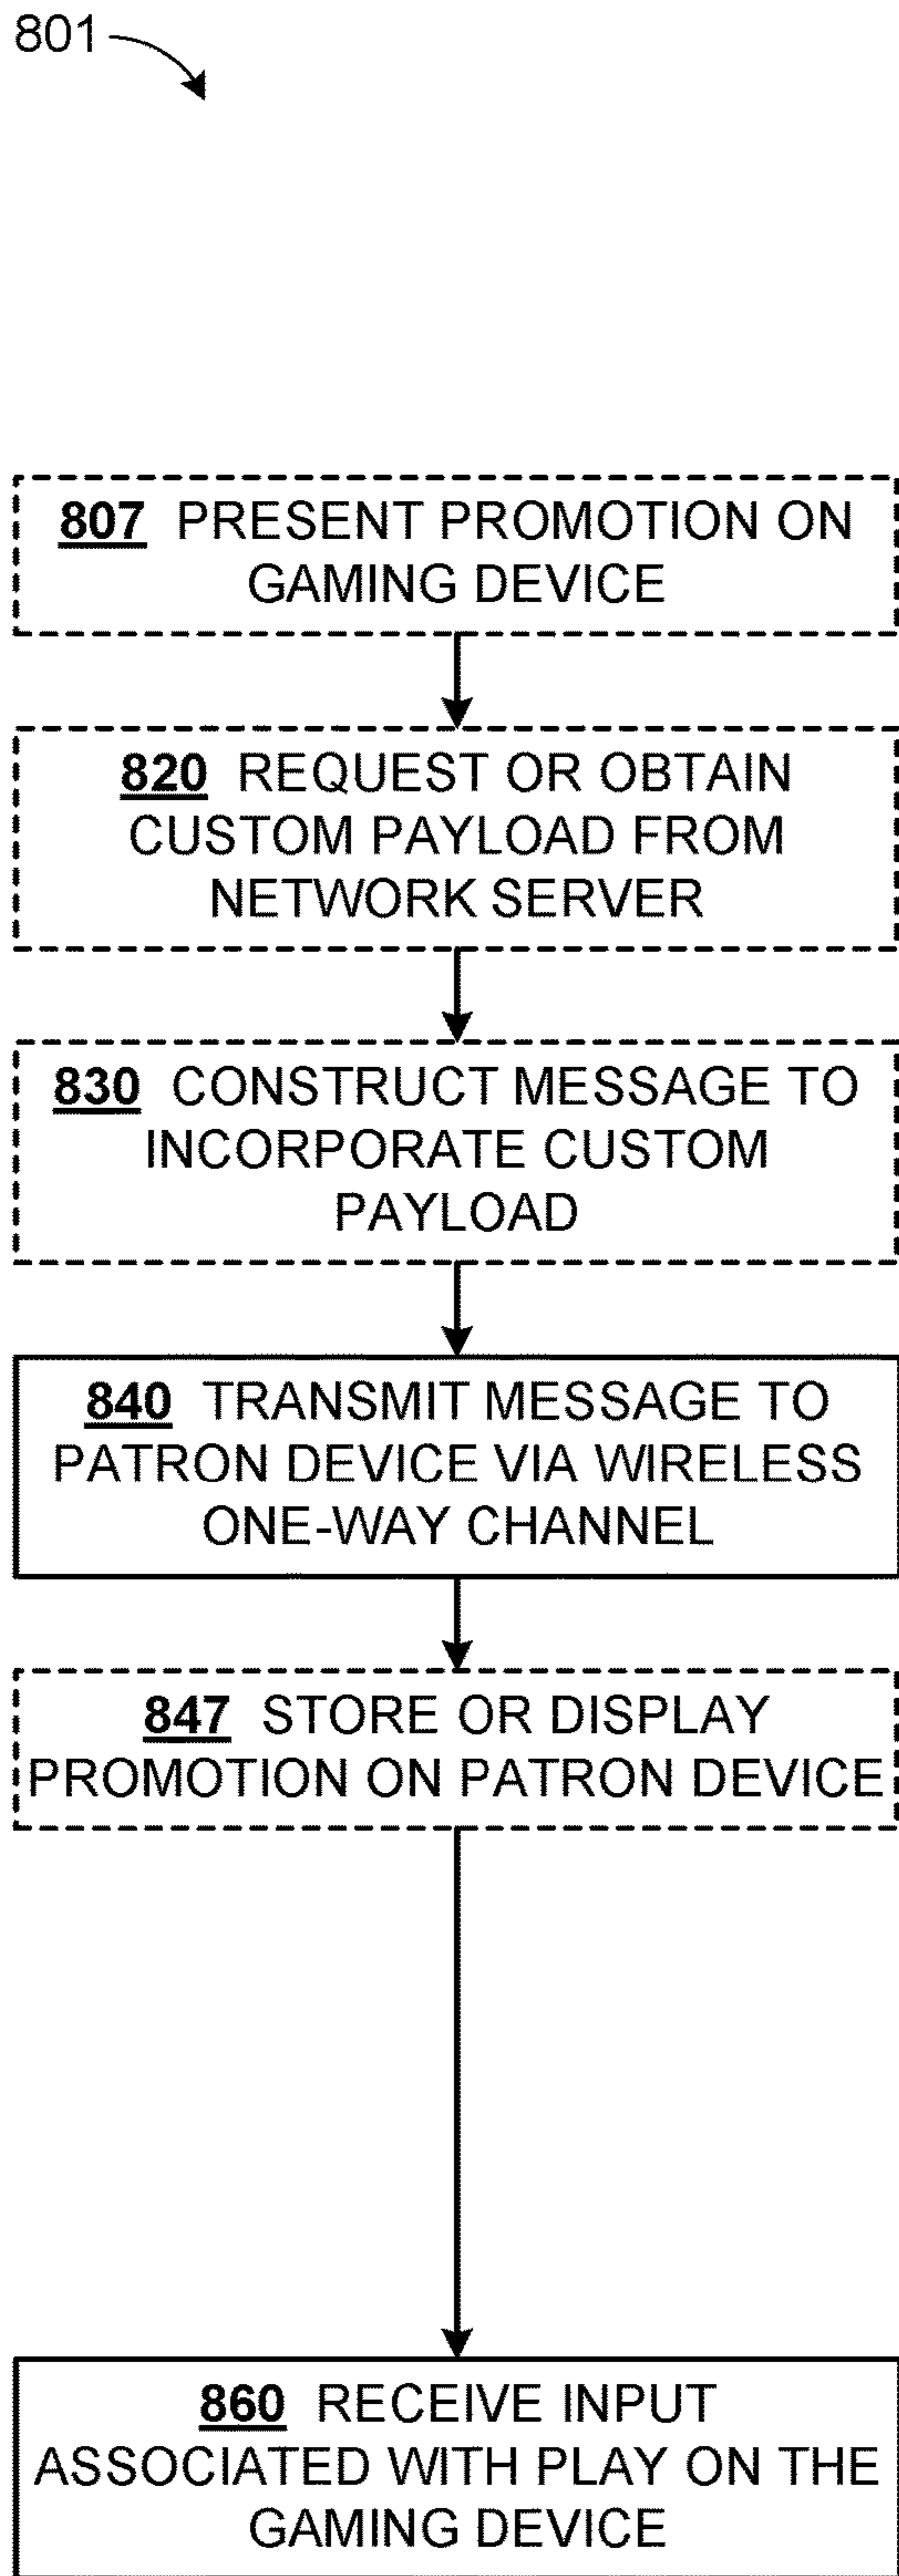 801
807 PRESENT PROMOTION ON
GAMING DEVICE
820 REQUEST OR OBTAIN
CUSTOM PAYLOAD FROM
NETWORK SERVER
830 CONSTRUCT MESSAGE TO
INCORPORATE CUSTOM
PAYLOAD
840 TRANSMIT MESSAGE TO
PATRON DEVICE VIA WIRELESS
ONE-WAY CHANNEL
847 STORE OR DISPLAY
PROMOTION ON PATRON DEVICE
860 RECEIVE INPUT
ASSOCIATED WITH PLAY ON THE
GAMING DEVICE